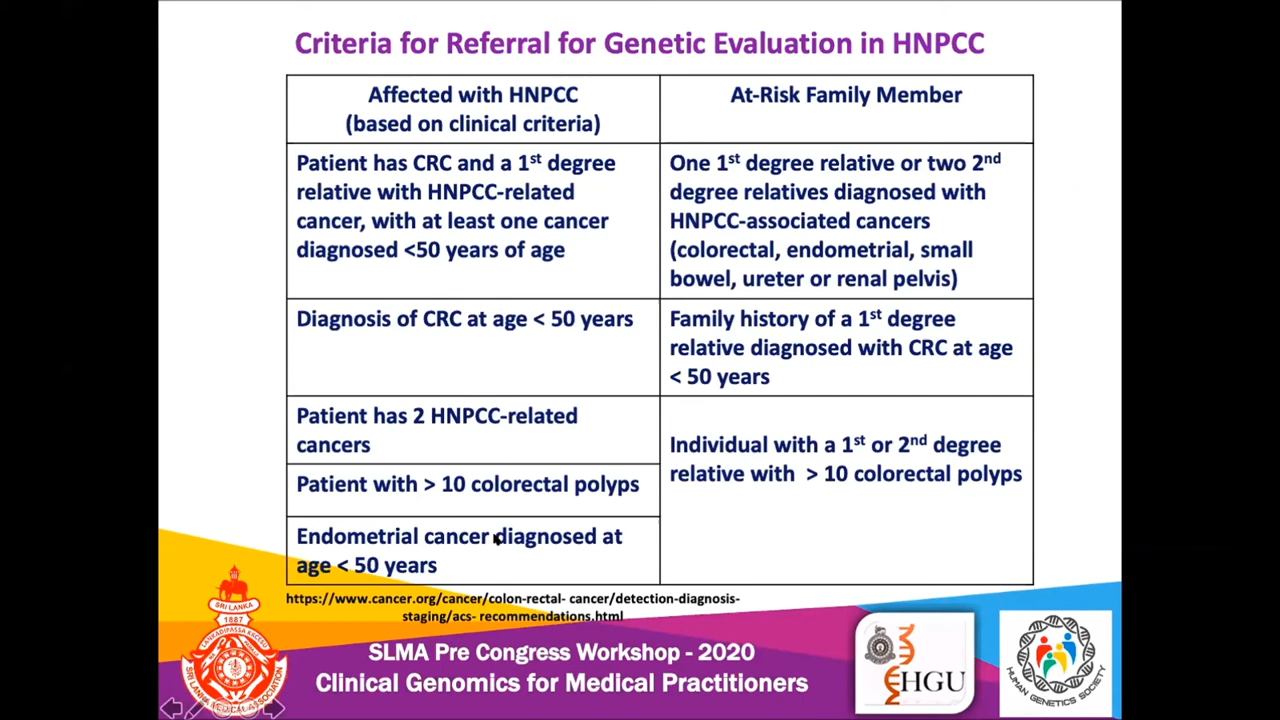 Criteria for Referral for Genetic Evaluation in HNPCC
Affected with HNPCC
(based on clinical criteria)
At-Risk Family Member
Patient has CRC and a 1st degree
relative with HNPCC-related
cancer, with at least one cancer
diagnosed <50 years of age
One 1st degree relative or two 2nd
degree relatives diagnosed with
HNPCC-associated cancers
(colorectal, endometrial, small
bowel, ureter or renal pelvis)
Diagnosis of CRC at age < 50 years
Family history of a 1st degree
relative diagnosed with CRC at age
< 50 years
Patient has 2 HNPCC-related
cancers
Patient with > 10 colorectal polyps
Endometrial cancer diagnosed at
age < 50 years
Individual with a 1st or 2nd degree
relative with > 10 colorectal polyps
https://www.cancer.org/cancer/colon-rectal- cancer/detection-diagnosis-
staging/acs- recommendations.html
SLMA Pre Congress Workshop - 2020
Clinical Genomics for Medical Practitioners
SRI LANKA
1887
SRI LANKA MEDICAL ASSOCIATION
HGU
HUMAN GENETICS SOCIETY